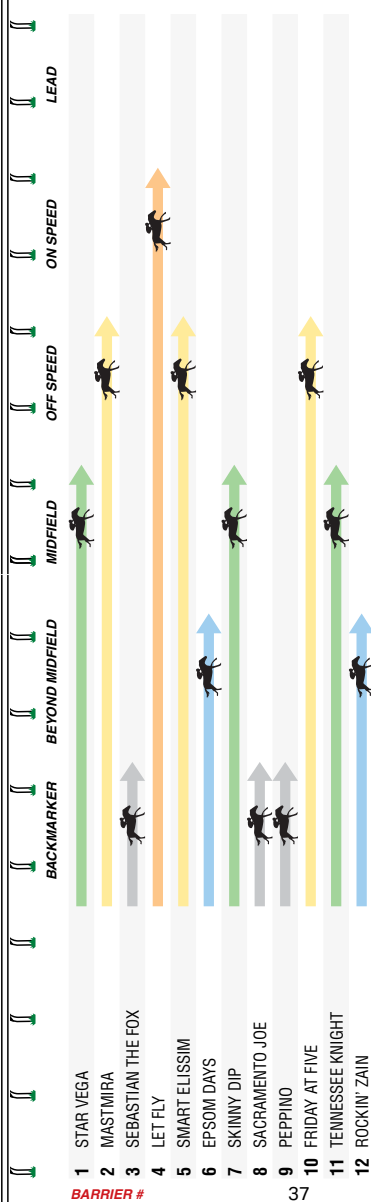 BACKMARKER BEYOND MIDFIELD MIDFIELD OFF SPEED ON SPEED LEAD
1 STAR VEGA
2 MASTMIRA
3 SEBASTIAN THE FOX
4 LET FLY
5 SMART ELISSIM
6 EPSOM DAYS
7 SKINNY DIP
8 SACRAMENTO JOE
9 PEPPINO
10 FRIDAY AT FIVE
11 TENNESSEE KNIGHT
12 ROCKIN' ZAIN
BARRIER #
37